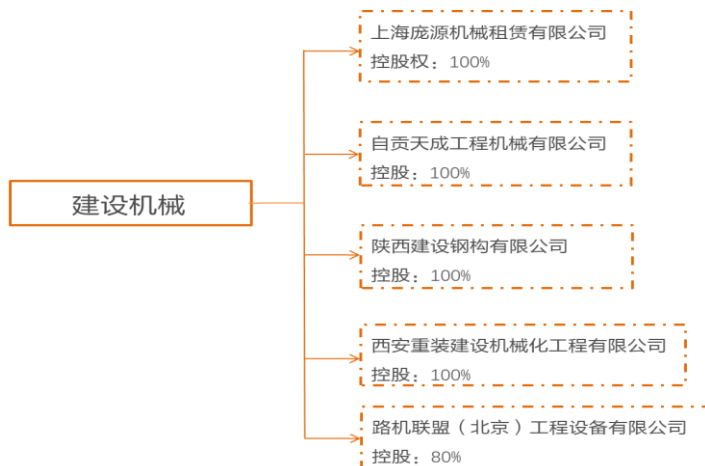 上海庞源机械租赁有限公司
控股权：100%
自贡天成工程机械有限公司
控股：100%
建设机械
陕西建设钢构有限公司
控股：100%
西安重装建设机械化工程有限公司
控股：100%
路机联盟（北京）工程设备有限公司
控股：80%